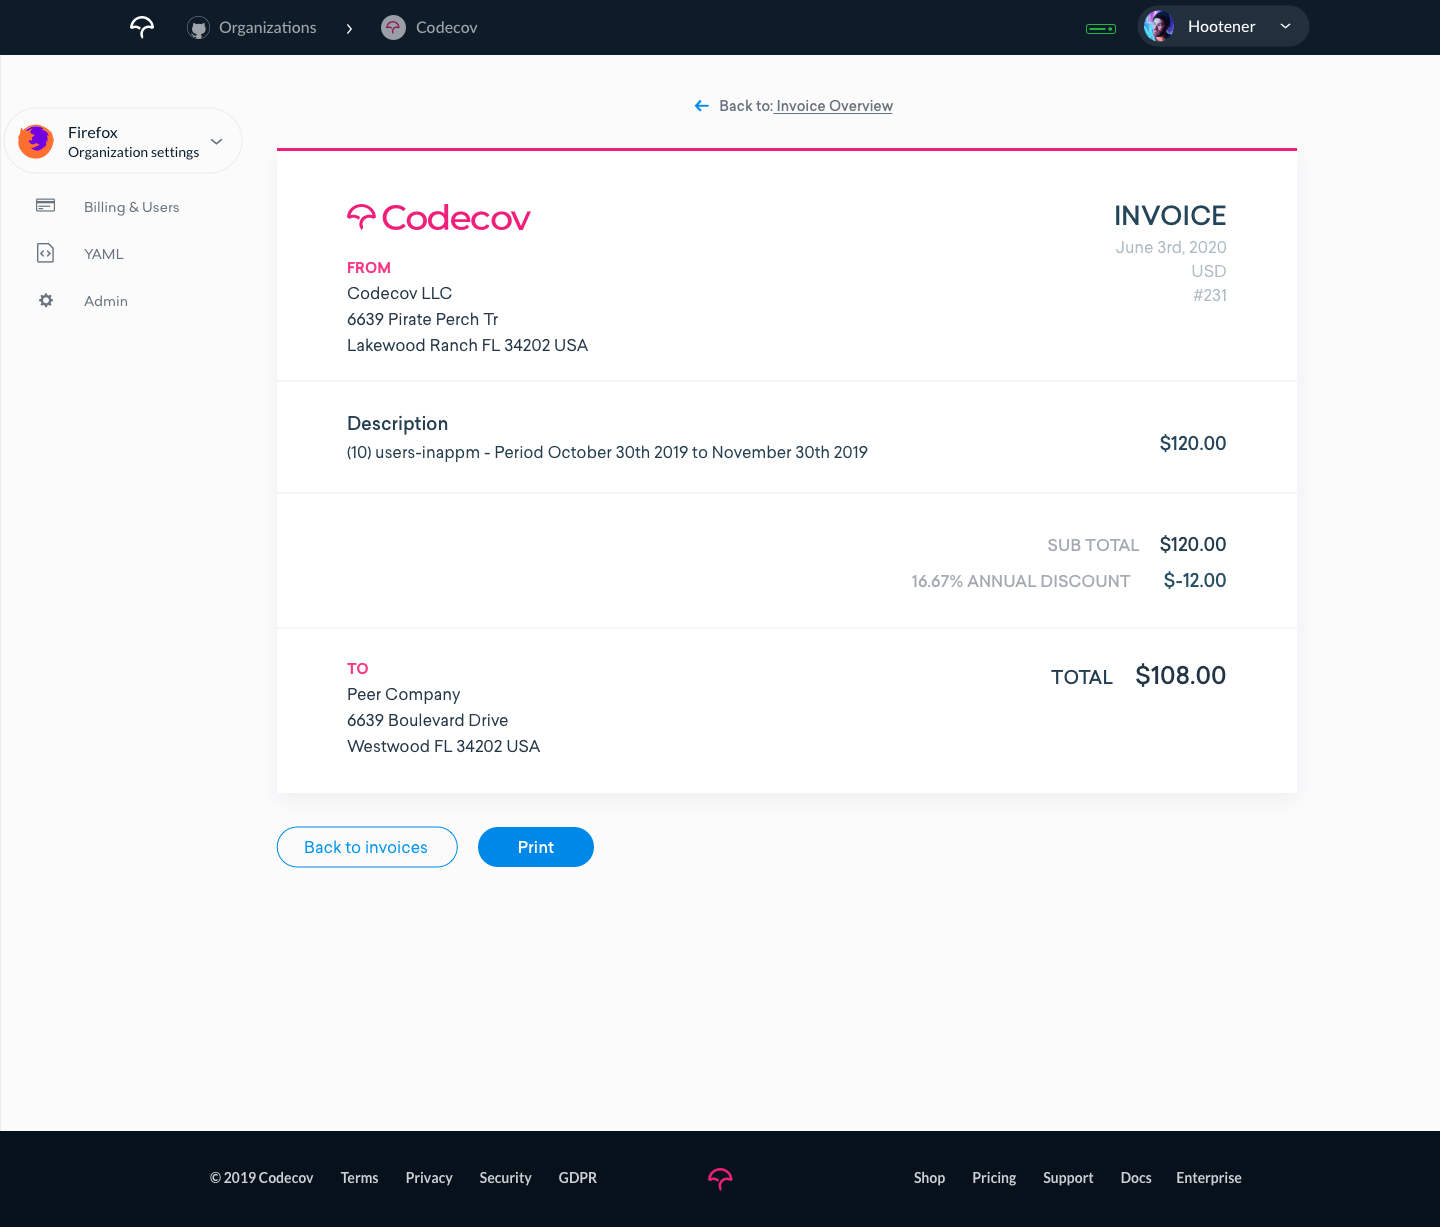 Organizations
Codecov
Hootener
Back to: Invoice Overview
Firefox
Organization settings
Billing & Users
YAML
Admin
Codecov
INVOICE
June 3rd, 2020
USD
#231
FROM
Codecov LLC
6639 Pirate Perch Tr
Lakewood Ranch FL 34202 USA
Description
(10) users-inappm - Period October 30th 2019 to November 30th 2019
$120.00
SUB TOTAL $120.00
16.67% ANNUAL DISCOUNT $-12.00
TO
Peer Company
6639 Boulevard Drive
Westwood FL 34202 USA
TOTAL $108.00
Back to invoices
Print
© 2019 Codecov Terms Privacy Security GDPR Shop Pricing Support Docs Enterprise